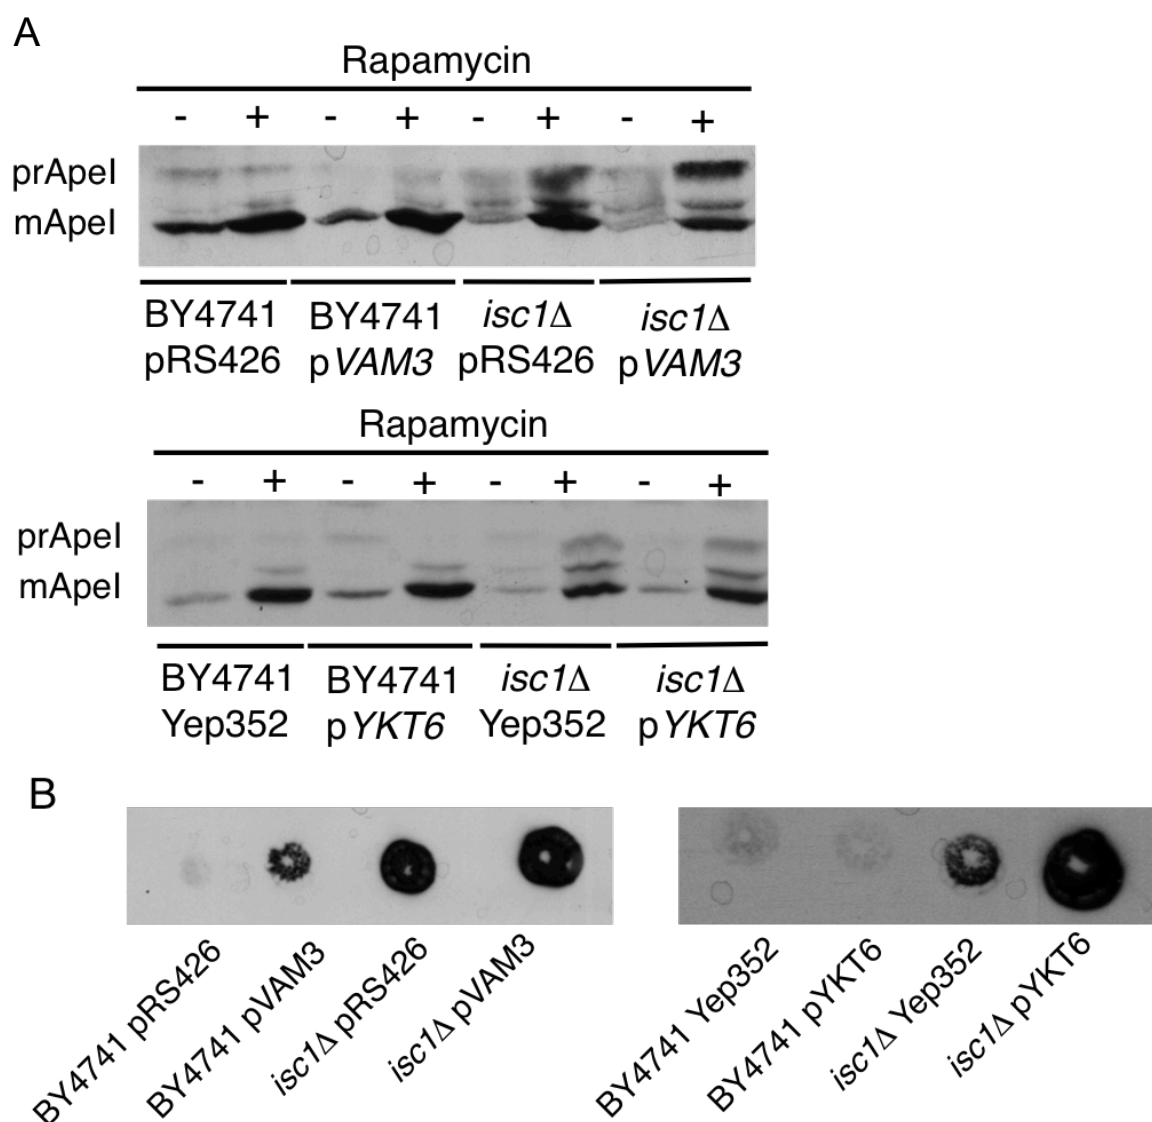 A
Rapamycin
- + - + - + - +
prApeI
mApeI
BY4741 BY4741 isc1Δ isc1Δ
pRS426 pVAM3 pRS426 pVAM3
Rapamycin
- + - + - + - +
prApeI
mApeI
BY4741 BY4741 isc1Δ isc1Δ
Yep352 pYKT6 Yep352 pYKT6
B
BY4741 pRS426
BY4741 pVAM3
isc1Δ pRS426
isc1Δ pVAM3
BY4741 Yep352
BY4741 pYKT6
isc1Δ Yep352
isc1Δ pYKT6